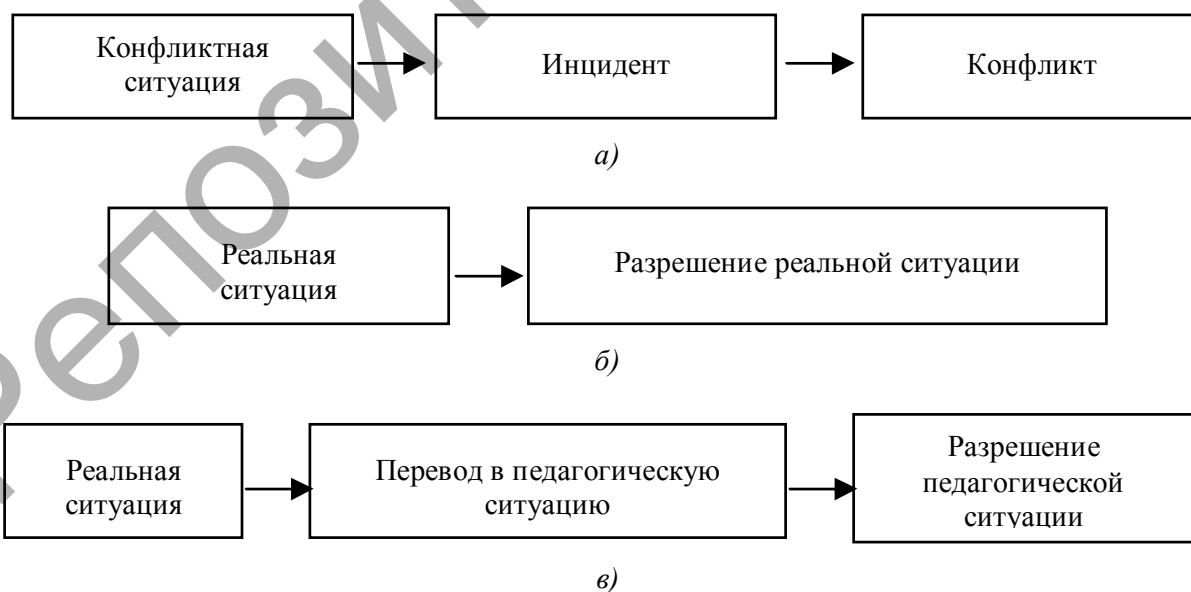 Конфликтная
ситуация
Инцидент
Конфликт
а)
Реальная
ситуация
Разрешение реальной ситуации
б)
Реальная
ситуация
Перевод в педагогическую
ситуацию
Разрешение
педагогической
ситуации
в)